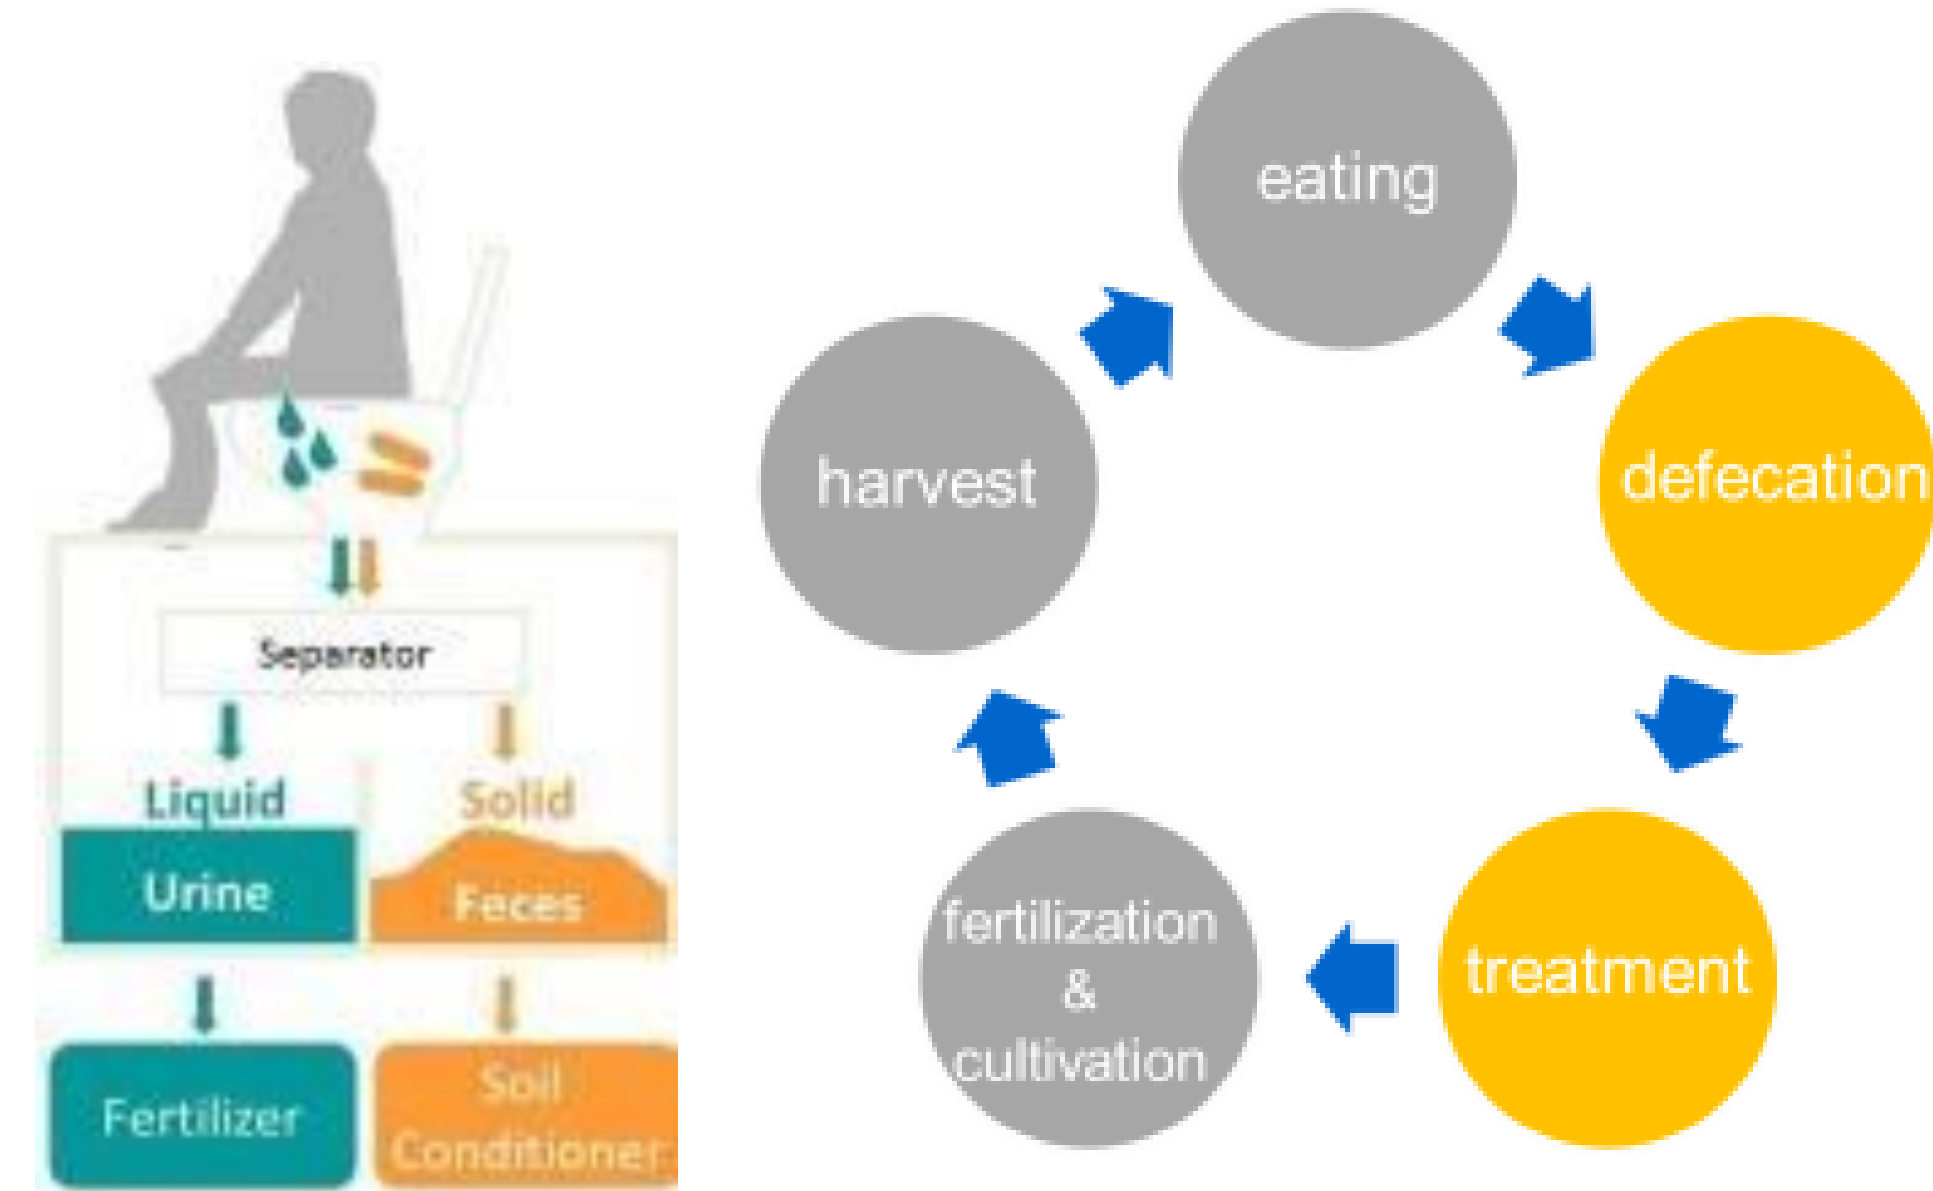 Separator
Liquid
Solid
Urine
Feces
Fertilizer
Soil
Conditioner
eating
defecation
treatment
fertilization
&
cultivation
harvest